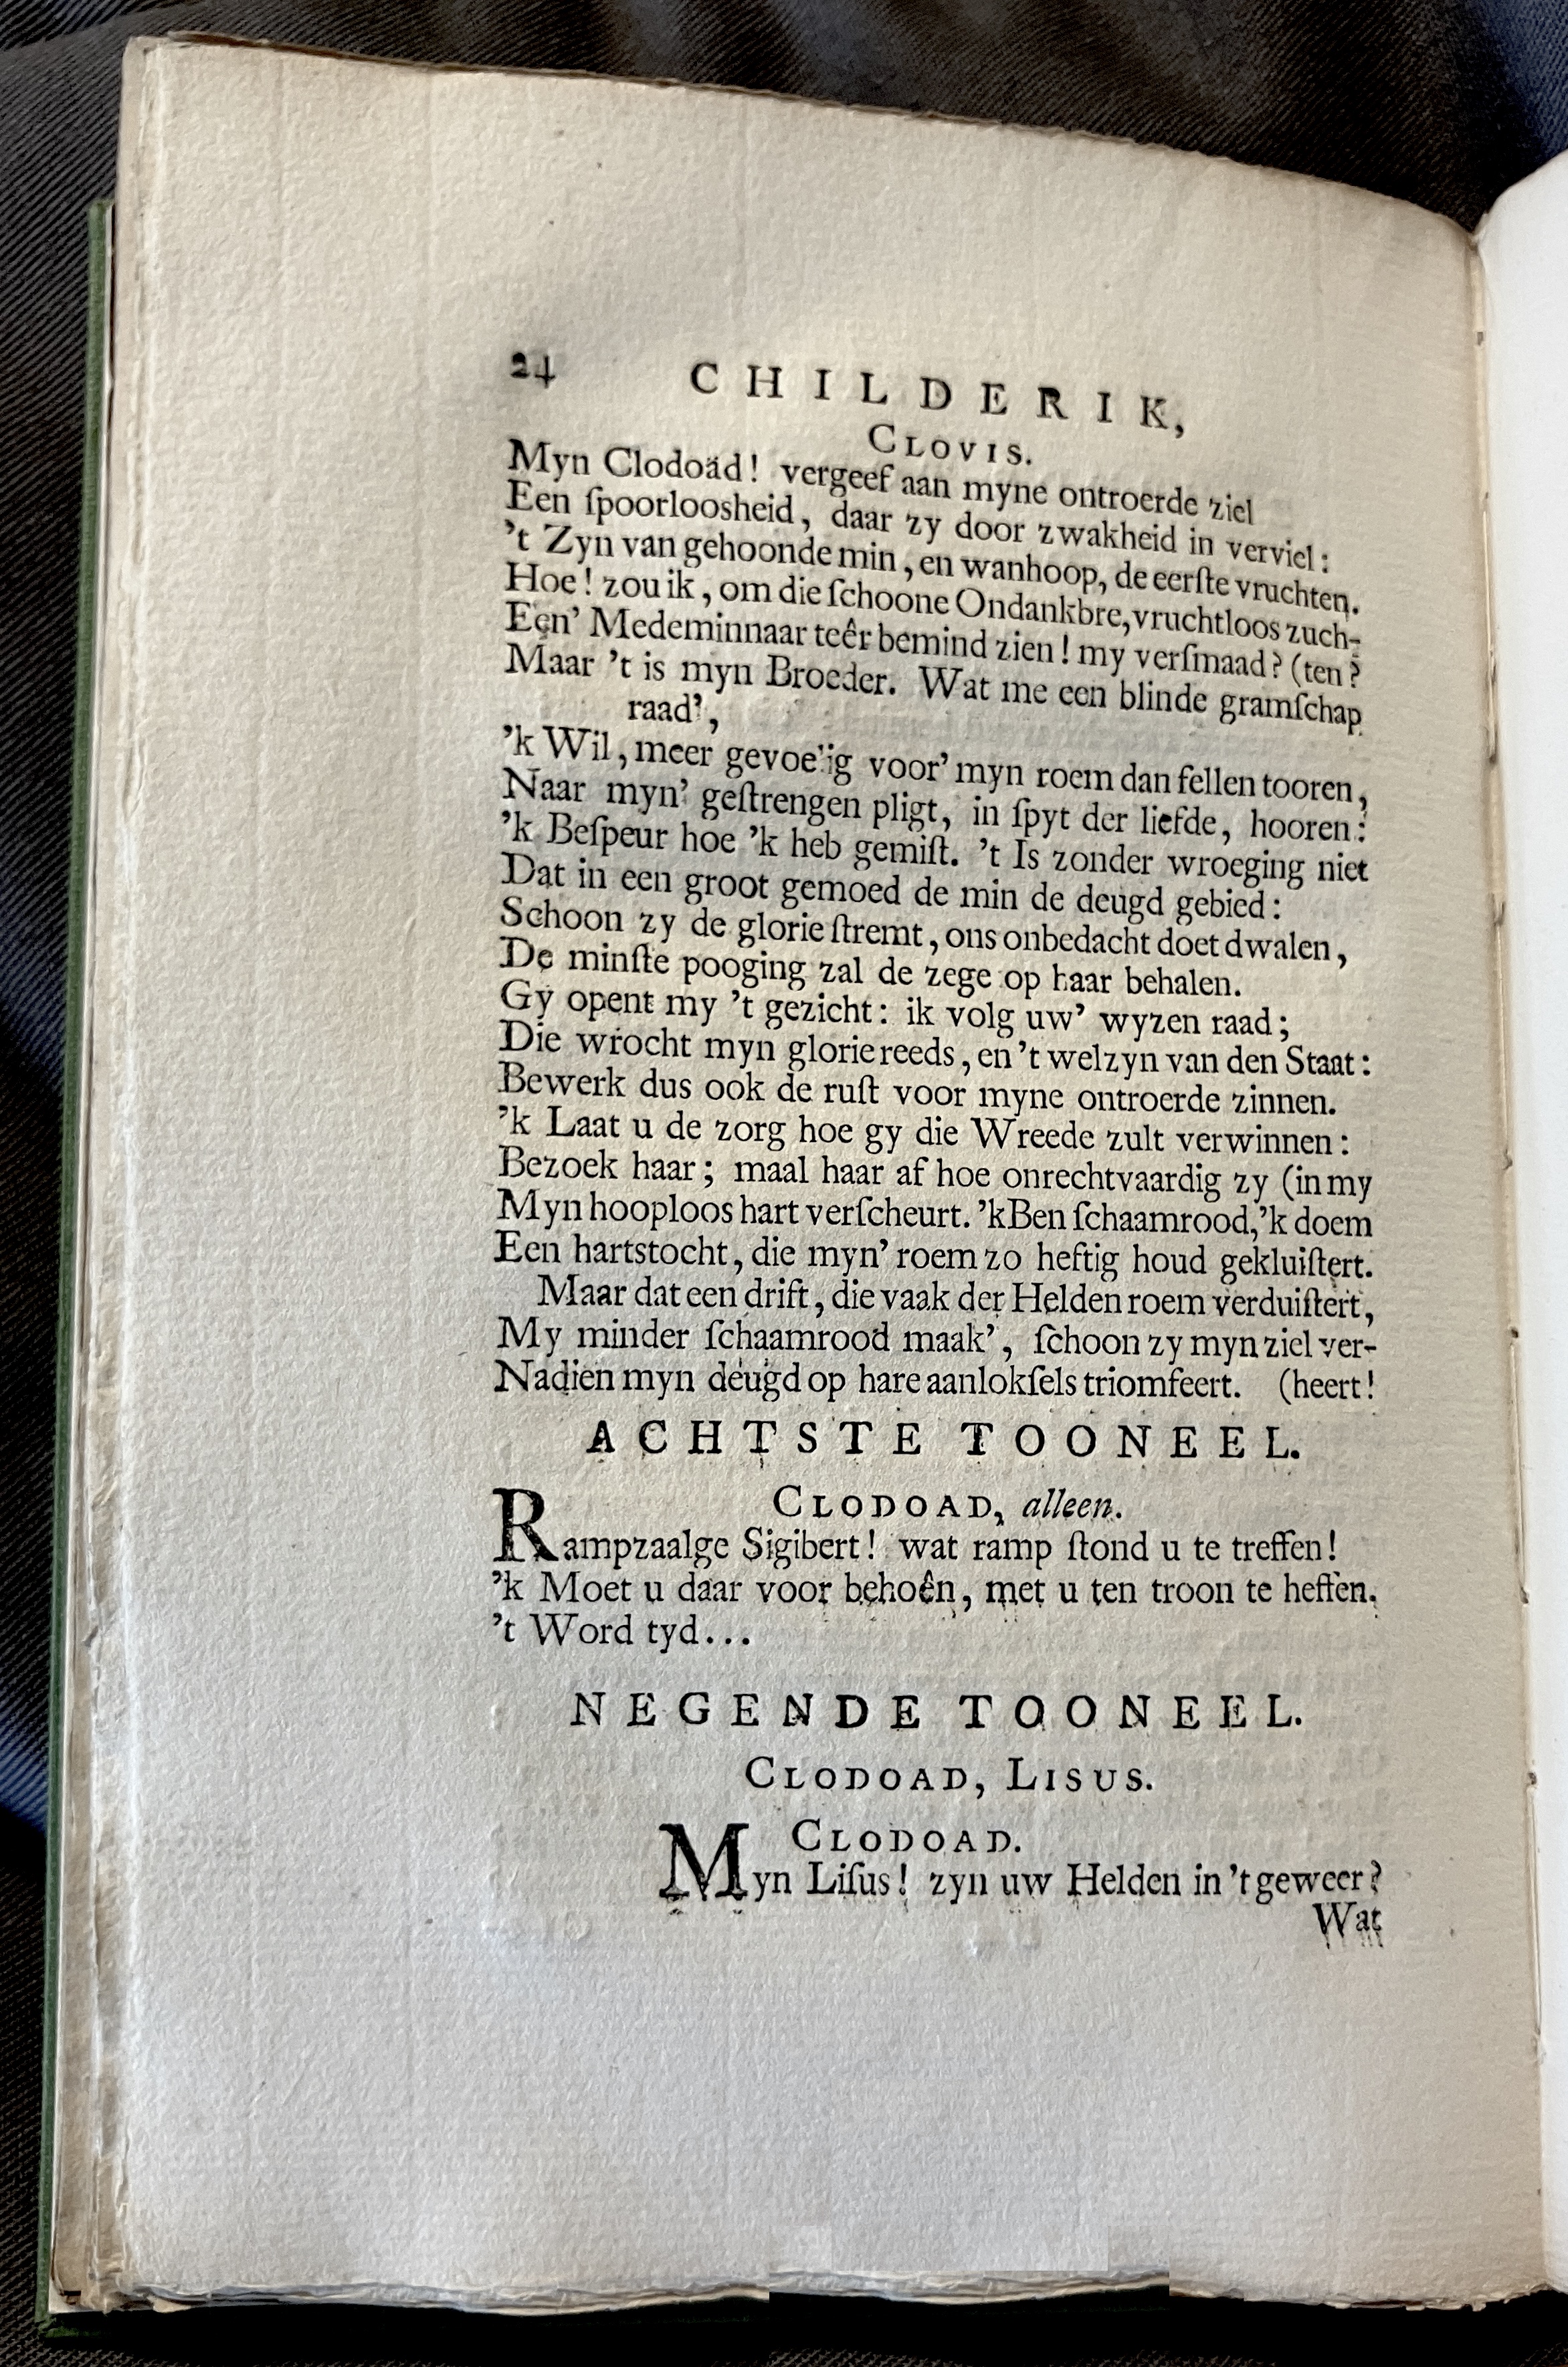 24 CHILDERIK,
CLOVIS.
Myn Clodoäd! vergeef aan myne ontroerde ziel
Een ſpoorloosheid, daar zy door zwakheid in verviel:
't Zyn van gehoonde min, en wanhoop, de eerſte vruchten.
Hoe! zou ik, om die ſchoone Ondankbre, vruchtloos zuch-
Een' Medeminnaar teêr bemind zien! my verſmaad? (ten?
Maar 't is myn Broeder. Wat me een blinde gramſchap
raad',
'k Wil, meer gevoelig voor' myn roem dan fellen tooren,
Naar myn' geſtrengen pligt, in ſpyt der liefde, hooren:
'k Beſpeur hoe 'k heb gemiſt. 't Is zonder wroeging niet
Dat in een groot gemoed de min de deugd gebied:
Schoon zy de glorie ſtremt, ons onbedacht doet dwalen,
De minſte pooging zal de zege op haar behalen.
Gy opent my 't gezicht: ik volg uw' wyzen raad;
Die wrocht myn glorie reeds, en 't welzyn van den Staat:
Bewerk dus ook de ruſt voor myne ontroerde zinnen.
'k Laat u de zorg hoe gy die Wreede zult verwinnen:
Bezoek haar; maal haar af hoe onrechtvaardig zy (in my
Myn hooploos hart verſcheurt. 'k Ben ſchaamrood, 'k doem
Een hartstocht, die myn' roem zo heftig houd gekluiſtert.
Maar dat een drift, die vaak der Helden roem verduiſtert,
My minder ſchaamrood maak', ſchoon zy myn ziel ver-
Nadien myn deugd op hare aanlokſels triomfeert. (heert!
ACHTSTE TOONEEL.
CLODOAD, alleen.
Rampzaalge Sigibert! wat ramp ſtond u te treffen!
'k Moet u daar voor behoên, met u ten troon te heffen.
't Word tyd...
NEGENDE TOONEEL.
CLODOAD, LISUS.
CLODOAD.
Myn Liſus! zyn uw Helden in 't geweer?
Wat